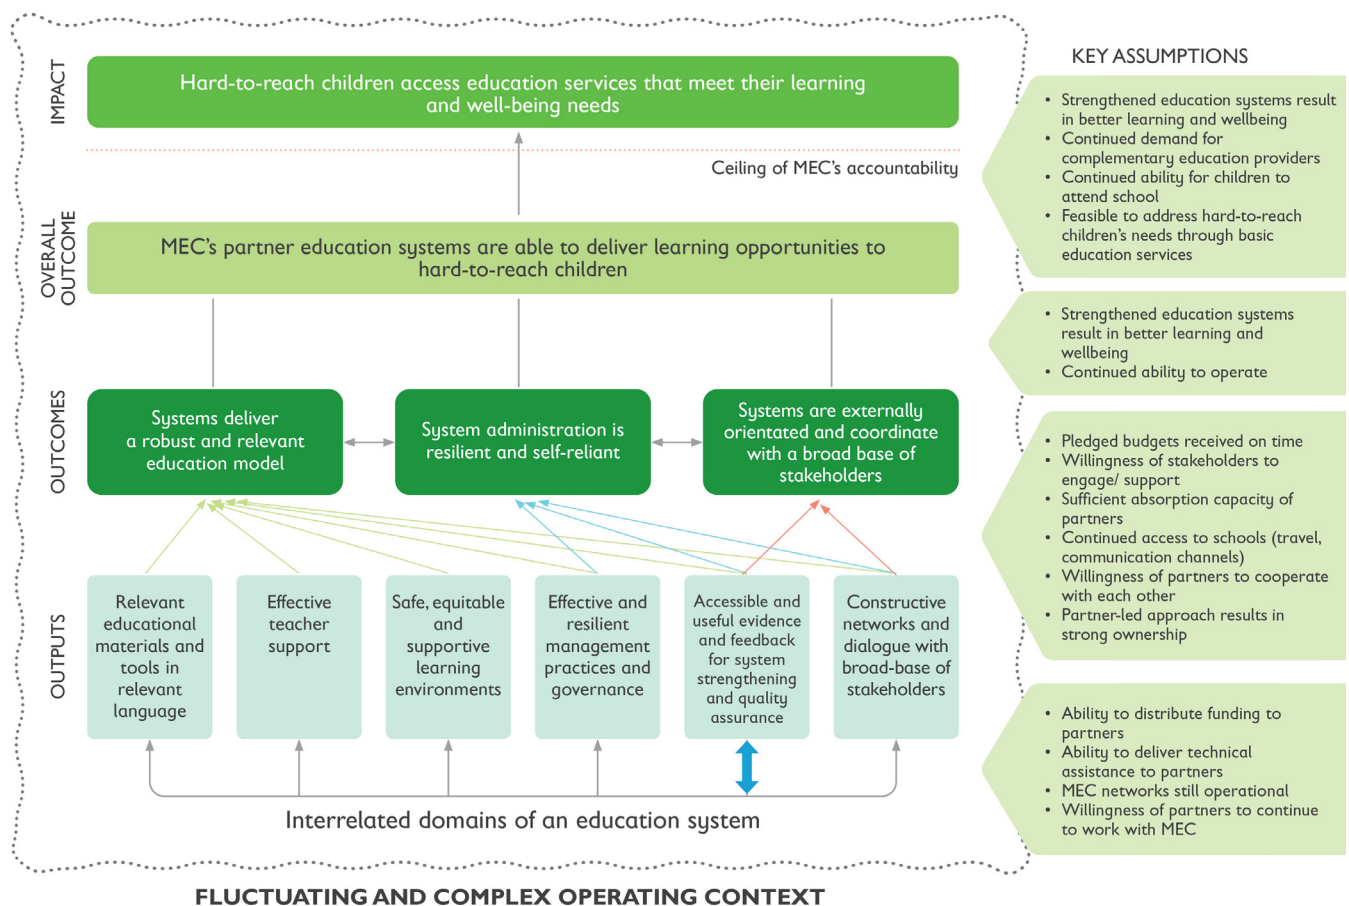 IMPACT
Hard-to-reach children access education services that meet their learning
and well-being needs
Ceiling of MEC's accountability
OVERALL
OUTCOME
MEC's partner education systems are able to deliver learning opportunities to
hard-to-reach children
OUTCOMES
Systems deliver
a robust and relevant
education model
System administration is
resilient and self-reliant
Systems are externally
orientated and coordinate
with a broad base of
stakeholders
OUTPUTS
Relevant
educational
materials and
tools in
relevant
language
Effective
teacher
support
Safe, equitable
and
supportive
learning
environments
Effective and
resilient
management
practices and
governance
Accessible and
useful evidence
and feedback
for system
strengthening
and quality
assurance
Constructive
networks and
dialogue with
broad-base of
stakeholders
Interrelated domains of an education system
FLUCTUATING AND COMPLEX OPERATING CONTEXT
KEY ASSUMPTIONS
• Strengthened education systems result
in better learning and wellbeing
• Continued demand for
complementary education providers
• Continued ability for children to
attend school
• Feasible to address hard-to-reach
children's needs through basic
education services
• Strengthened education systems
result in better learning and
wellbeing
• Continued ability to operate
• Pledged budgets received on time
• Willingness of stakeholders to
engage/ support
• Sufficient absorption capacity of
partners
• Continued access to schools (travel,
communication channels)
• Willingness of partners to cooperate
with each other
• Partner-led approach results in
strong ownership
• Ability to distribute funding to
partners
• Ability to deliver technical
assistance to partners
• MEC networks still operational
• Willingness of partners to continue
to work with MEC